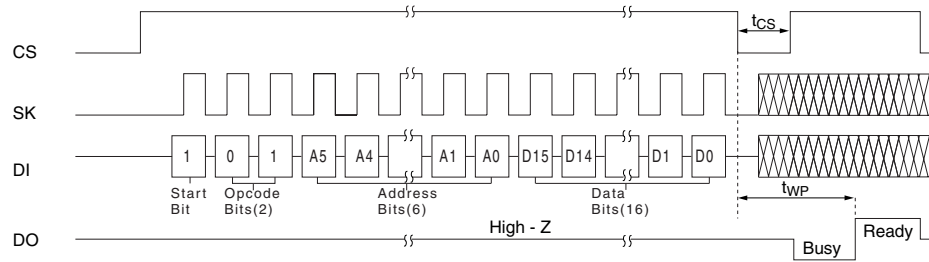 CS
tCS
SK
DI
1 0 1 A5 A4 A1 A0 D15 D14 D1 D0
Start
Bit
Opcode
Bits(2)
Address
Bits(6)
Data
Bits(16)
tWP
DO
High - Z
Busy
Ready